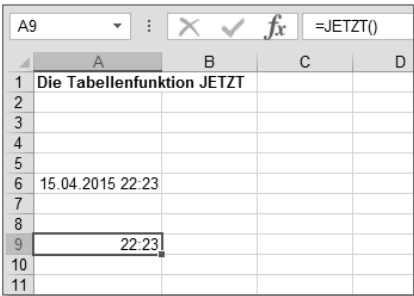 A9 fx =JETZT()
A B C D
1 Die Tabellenfunktion JETZT
2
3
4
5
6 15.04.2015 22:23
7
8
9 22:23
10
11